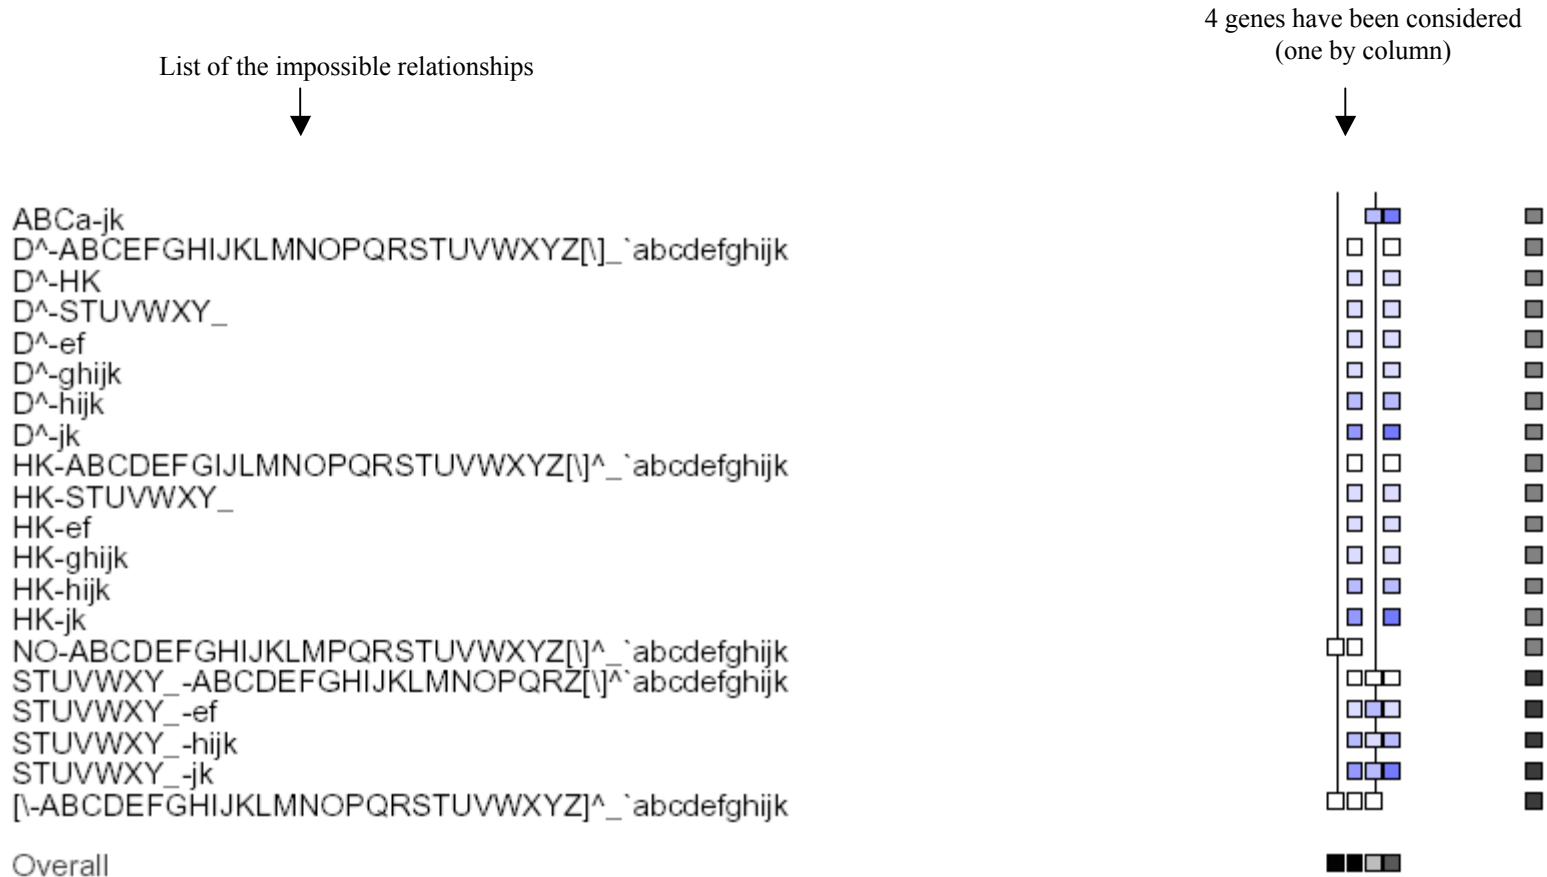 4 genes have been considered
(one by column)
List of the impossible relationships
ABCa-jk
D^-ABCEFGHIJKLMNOPQRSTUVWXYZ[\]_`abcdefghijk
D^-HK
D^-STUVWXY_
D^-ef
D^-ghijk
D^-hijk
D^-jk
HK-ABCDEFGIJLMNOPQRSTUVWXYZ[\]^_`abcdefghijk
HK-STUVWXY_
HK-ef
HK-ghijk
HK-hijk
HK-jk
NO-ABCDEFGHIJKLMPQRSTUVWXYZ[\]^_`abcdefghijk
STUVWXY_-ABCDEFGHIJKLMNOPQRZ[\]^`abcdefghijk
STUVWXY_-ef
STUVWXY_-hijk
STUVWXY_-jk
[\-ABCDEFGHIJKLMNOPQRSTUVWXYZ]^_`abcdefghijk
Overall